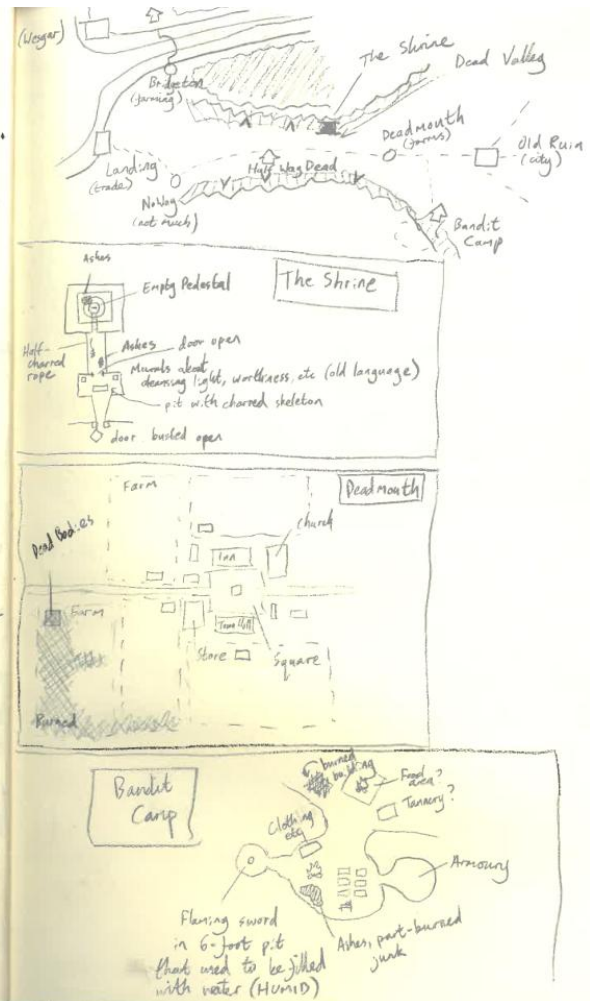 (Wesgar)
The Shrine
Dead Valley
Bridgeton
(farming)
Deadmouth
(farms)
Old Ruin
(city)
Landing
(trade)
Half Way Dead
NoWay
(not much)
Bandit
Camp
The Shrine
Ashes
Empty Pedestal
Half-
charred
rope
Ashes
door open
Murals about
cleansing light, worthiness, etc (old language)
pit with charred skeleton
door busted open
Deadmouth
Farm
Church
Dead Bodies
Inn
Farm
Town Hall
Store
Square
Burned
Bandit
Camp
burned
building
Food
area?
Tannery?
Clothing
etc
Armoury
Flaming sword
in 6-foot pit
that used to be filled
with water (HUMID)
Ashes, part-burned
junk